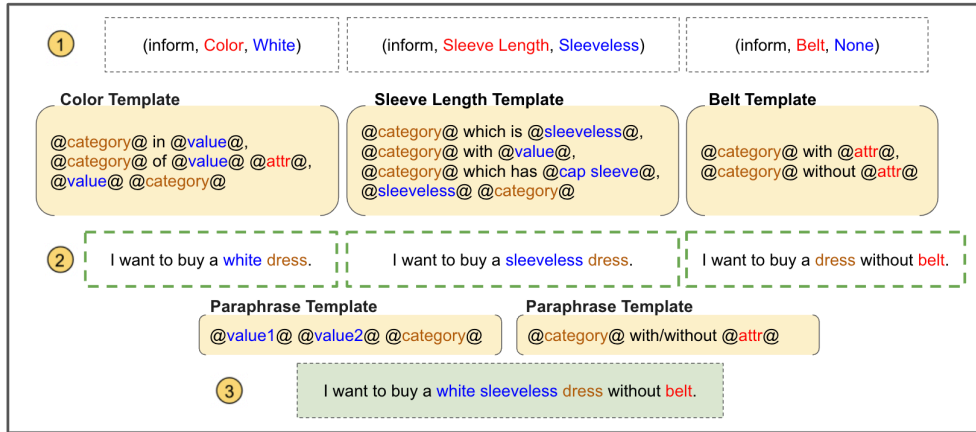 1
(inform, Color, White)
(inform, Sleeve Length, Sleeveless)
(inform, Belt, None)
Color Template
@category@ in @value@,
@category@ of @value@ @attr@,
@value@ @category@
Sleeve Length Template
@category@ which is @sleeveless@,
@category@ with @value@,
@category@ which has @cap sleeve@,
@sleeveless@ @category@
Belt Template
@category@ with @attr@,
@category@ without @attr@
2
I want to buy a white dress.
I want to buy a sleeveless dress.
I want to buy a dress without belt.
Paraphrase Template
@value1@ @value2@ @category@
Paraphrase Template
@category@ with/without @attr@
3
I want to buy a white sleeveless dress without belt.